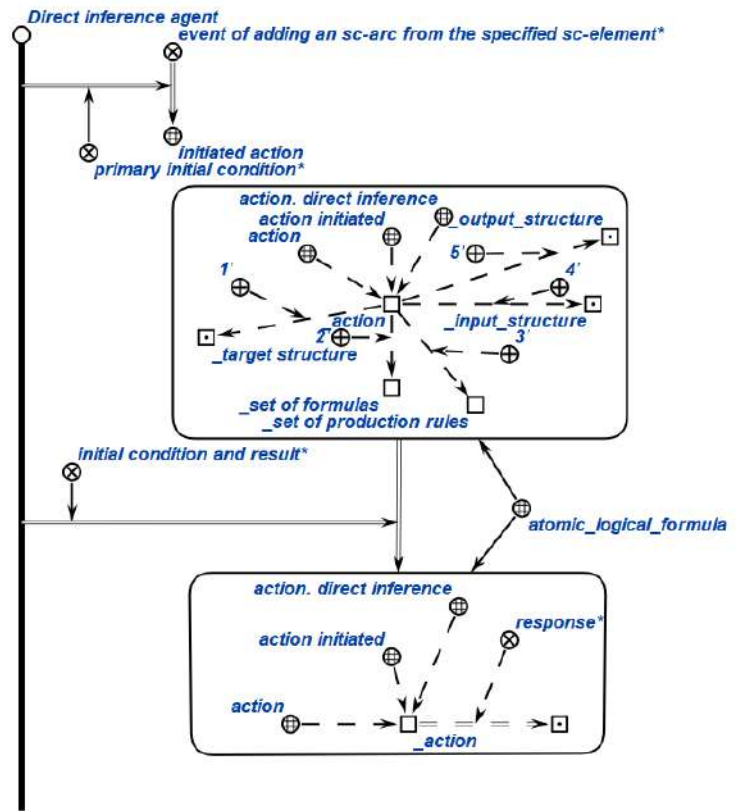 Direct inference agent
event of adding an sc-arc from the specified sc-element*
initiated action
primary initial condition*
action. direct inference
action initiated
_output_structure
action
5'
1'
4'
_action
_input_structure
2'
3'
_target structure
_set of formulas
_set of production rules
initial condition and result*
atomic_logical_formula
action. direct inference
response*
action initiated
action
_action